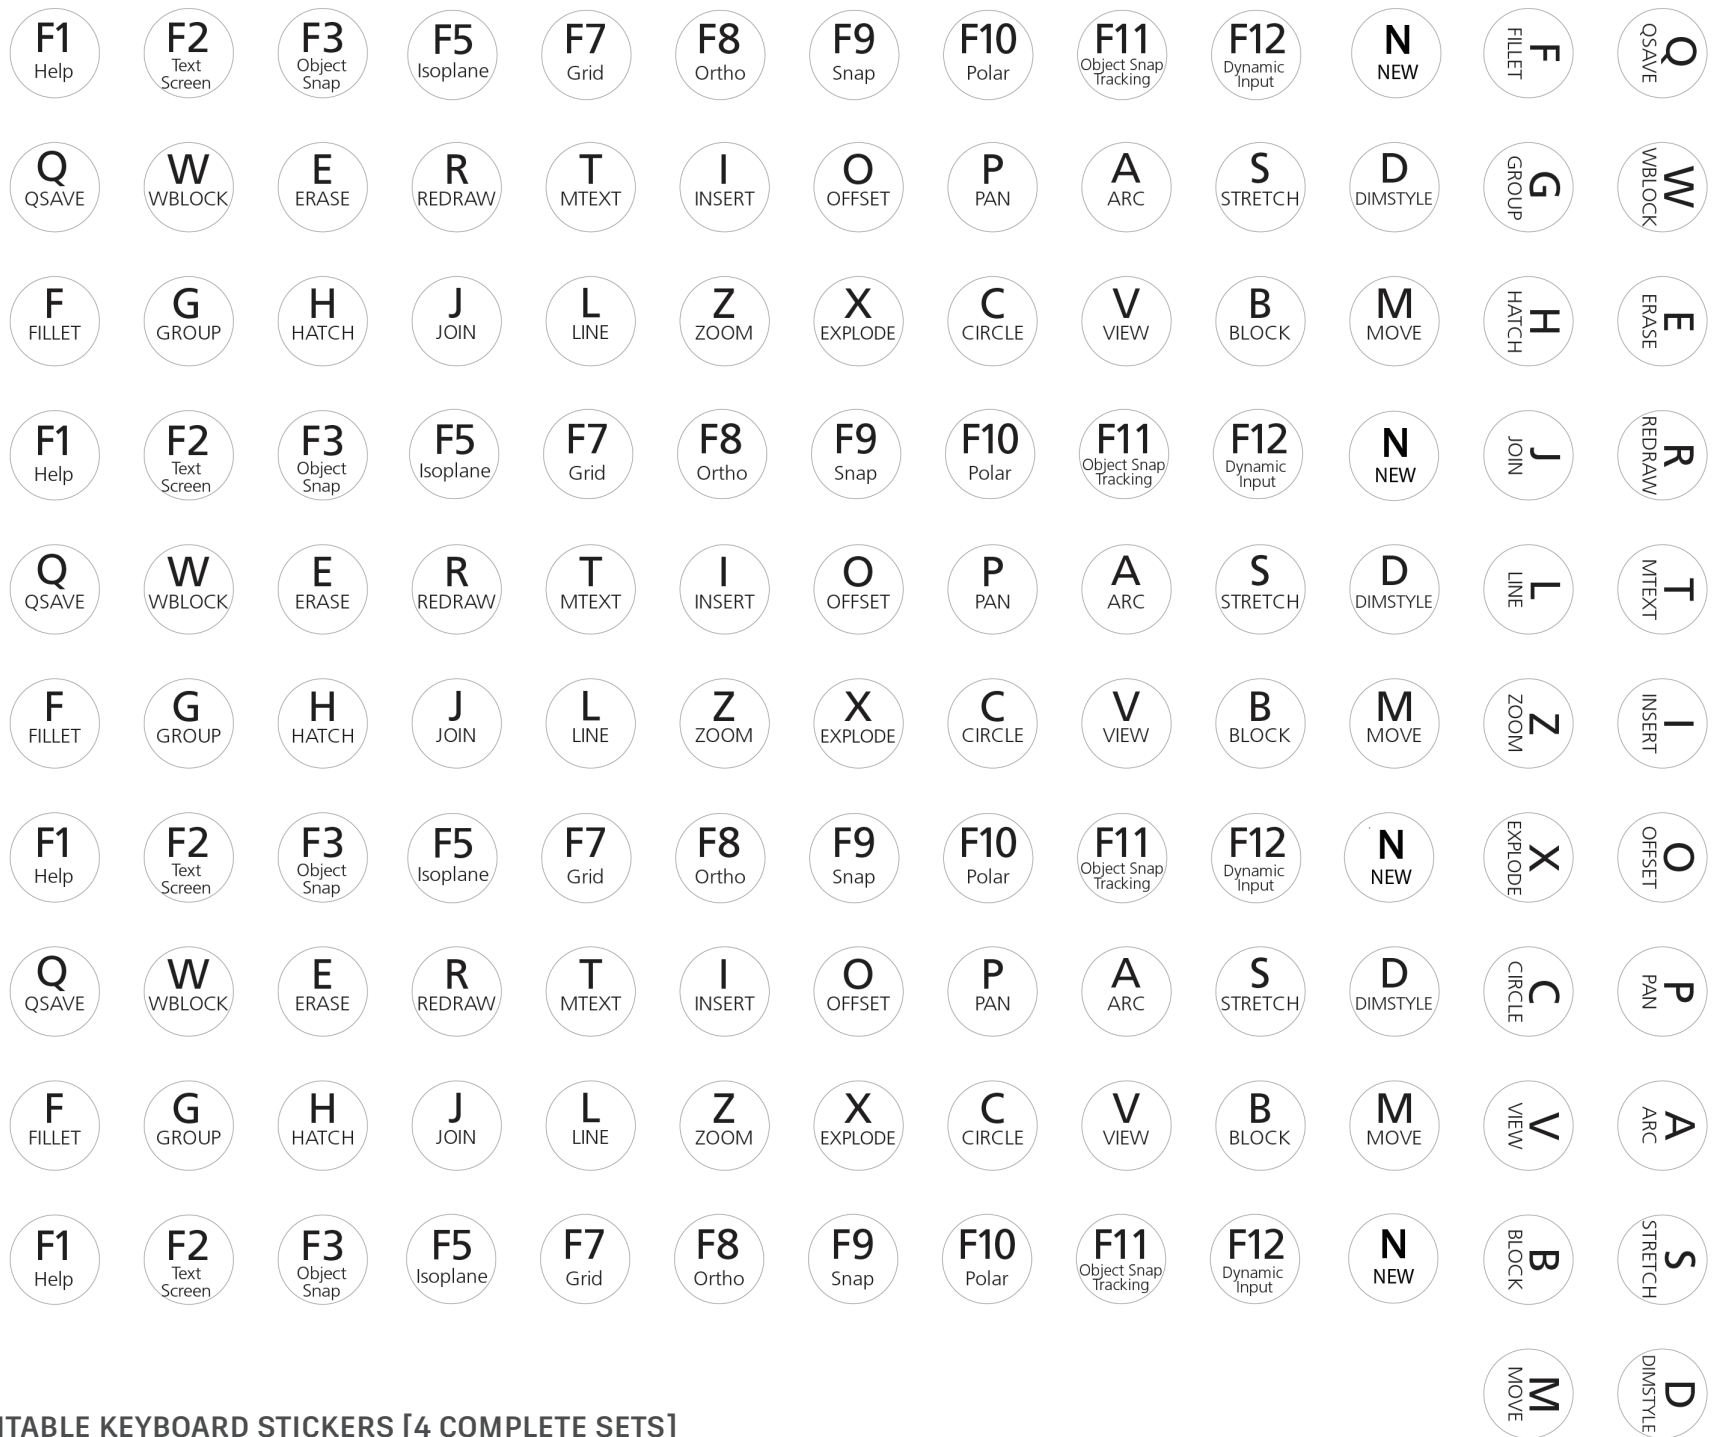 F1 F2 F3 F5 F7 F8 F9 F10 F11 F12 N
Help Text Screen Object Snap Isoplane Grid Ortho Snap Polar Object Snap Tracking Dynamic Input NEW
Q W E R T I O P A S D
QSAVE WBLOCK ERASE REDRAW MTEXT INSERT OFFSET PAN ARC STRETCH DIMSTYLE
F G H J L Z X C V B M
FILLET GROUP HATCH JOIN LINE ZOOM EXPLODE CIRCLE VIEW BLOCK MOVE
F1 F2 F3 F5 F7 F8 F9 F10 F11 F12 N
Help Text Screen Object Snap Isoplane Grid Ortho Snap Polar Object Snap Tracking Dynamic Input NEW
Q W E R T I O P A S D
QSAVE WBLOCK ERASE REDRAW MTEXT INSERT OFFSET PAN ARC STRETCH DIMSTYLE
F G H J L Z X C V B M
FILLET GROUP HATCH JOIN LINE ZOOM EXPLODE CIRCLE VIEW BLOCK MOVE
F1 F2 F3 F5 F7 F8 F9 F10 F11 F12 N
Help Text Screen Object Snap Isoplane Grid Ortho Snap Polar Object Snap Tracking Dynamic Input NEW
Q W E R T I O P A S D
QSAVE WBLOCK ERASE REDRAW MTEXT INSERT OFFSET PAN ARC STRETCH DIMSTYLE
F G H J L Z X C V B M
FILLET GROUP HATCH JOIN LINE ZOOM EXPLODE CIRCLE VIEW BLOCK MOVE
F1 F2 F3 F5 F7 F8 F9 F10 F11 F12 N
Help Text Screen Object Snap Isoplane Grid Ortho Snap Polar Object Snap Tracking Dynamic Input NEW
Q W E R T I O P A S D
QSAVE WBLOCK ERASE REDRAW MTEXT INSERT OFFSET PAN ARC STRETCH DIMSTYLE
F G H J L Z X C V B M
FILLET GROUP HATCH JOIN LINE ZOOM EXPLODE CIRCLE VIEW BLOCK MOVE
KEYBOARD STICKERS [4 COMPLETE SETS]